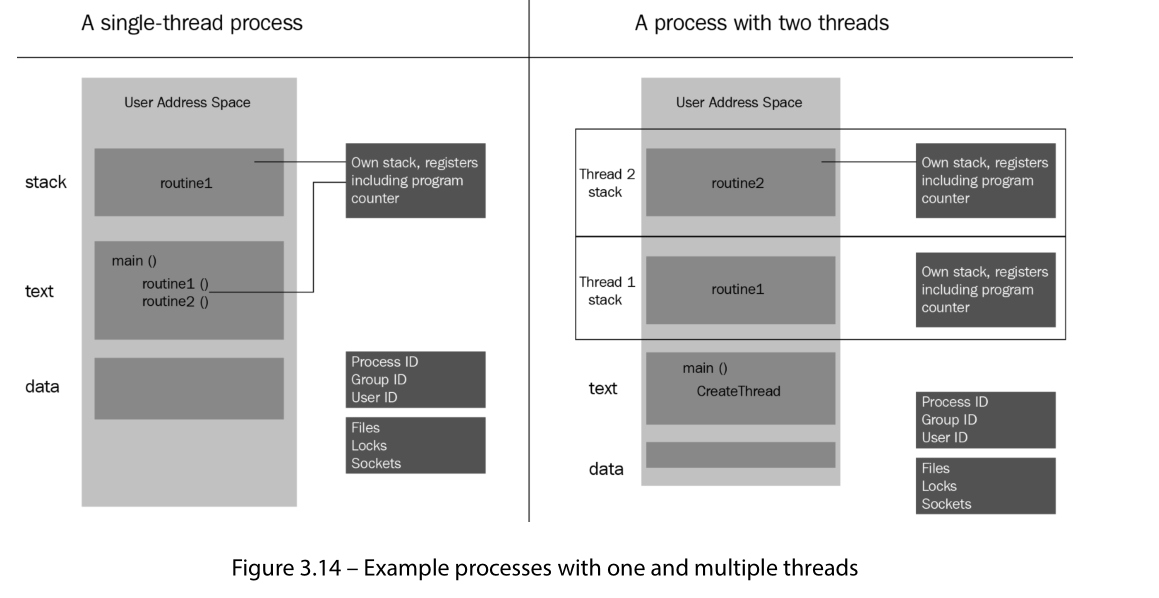 A single-thread process
User Address Space
stack
routine1
Own stack, registers
including program
counter
text
main ()
routine1 ()
routine2 ()
data
Process ID
Group ID
User ID
Files
Locks
Sockets
A process with two threads
User Address Space
Thread 2
stack
routine2
Own stack, registers
including program
counter
Thread 1
stack
routine1
Own stack, registers
including program
counter
text
main ()
CreateThread
data
Process ID
Group ID
User ID
Files
Locks
Sockets
Figure 3.14 – Example processes with one and multiple threads